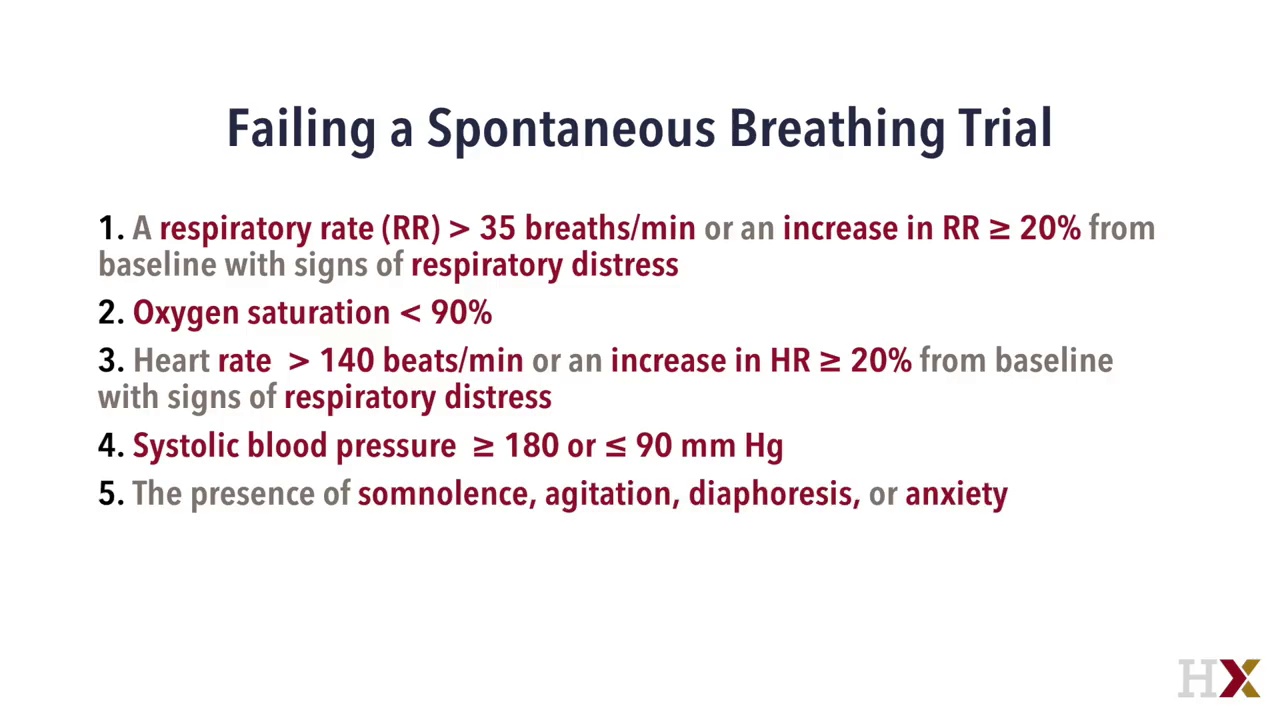 Failing a Spontaneous Breathing Trial
1. A respiratory rate (RR) > 35 breaths/min or an increase in RR ≥ 20% from
baseline with signs of respiratory distress
2. Oxygen saturation < 90%
3. Heart rate > 140 beats/min or an increase in HR ≥ 20% from baseline
with signs of respiratory distress
4. Systolic blood pressure ≥ 180 or ≤ 90 mm Hg
5. The presence of somnolence, agitation, diaphoresis, or anxiety
HX